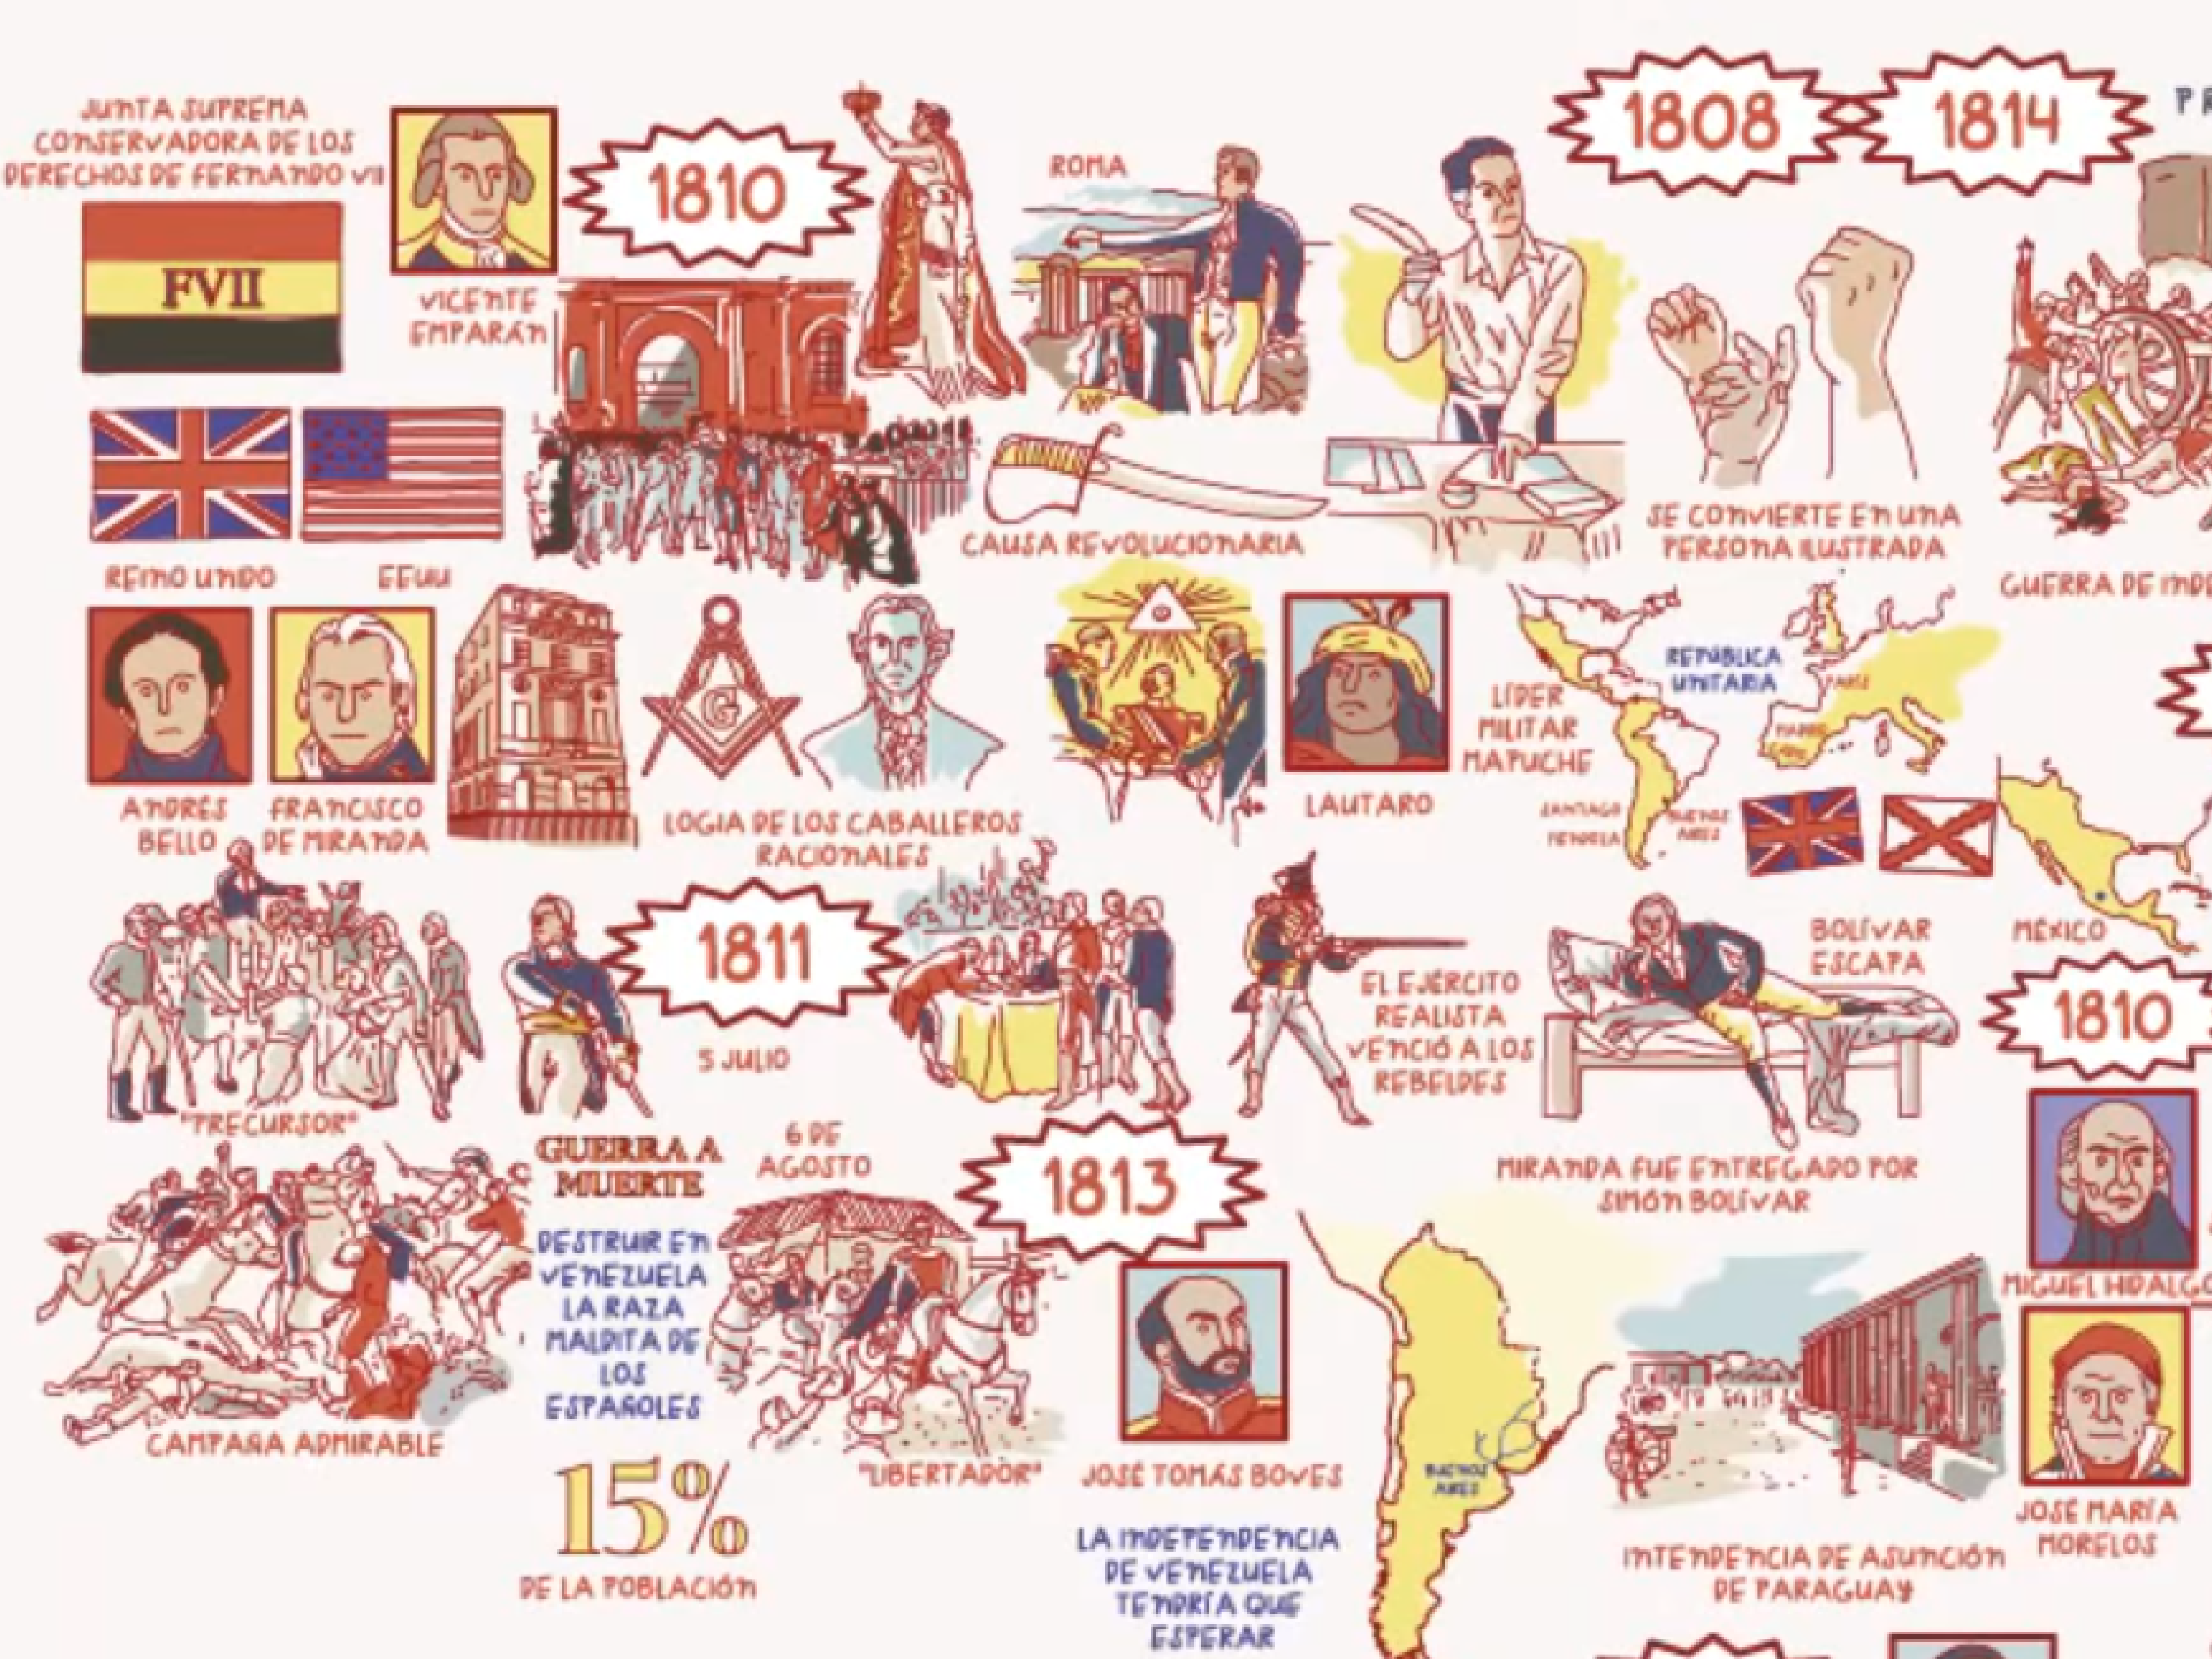 JUNTA SUPREMA
CONSERVADORA DE LOS
DERECHOS DE FERNANDO VII
FVII
VICENTE
EMPARÁN
1810
ROMA
1808
1814
REINO UNIDO
EEUU
CAUSA REVOLUCIONARIA
SE CONVIERTE EN UNA
PERSONA ILUSTRADA
GUERRA DE
ANDRÉS
BELLO
FRANCISCO
DE MIRANDA
G
LOGIA DE LOS CABALLEROS
RACIONALES
LAUTARO
LÍDER
MILITAR
MAPUCHE
REPÚBLICA
UNITARIA
PARÍS
SANTIAGO
BUENOS
AIRES
MÉXICO
1810
"PRECURSOR"
1811
5 JULIO
EL EJÉRCITO
REALISTA
VENCIÓ A LOS
REBELDES
BOLÍVAR
ESCAPA
MIRANDA FUE ENTREGADO POR
SIMÓN BOLÍVAR
MIGUEL HIDALGO
CAMPAÑA ADMIRABLE
GUERRA A
MUERTE
DESTRUIR EN
VENEZUELA
LA RAZA
MALDITA DE
LOS
ESPAÑOLES
15%
DE LA POBLACIÓN
6 DE
AGOSTO
1813
"LIBERTADOR"
JOSÉ TOMÁS BOVES
LA INDEPENDENCIA
DE VENEZUELA
TENDRÍA QUE
ESPERAR
BUENOS
AIRES
INTENDENCIA DE ASUNCIÓN
DE PARAGUAY
JOSÉ MARÍA
MORELOS